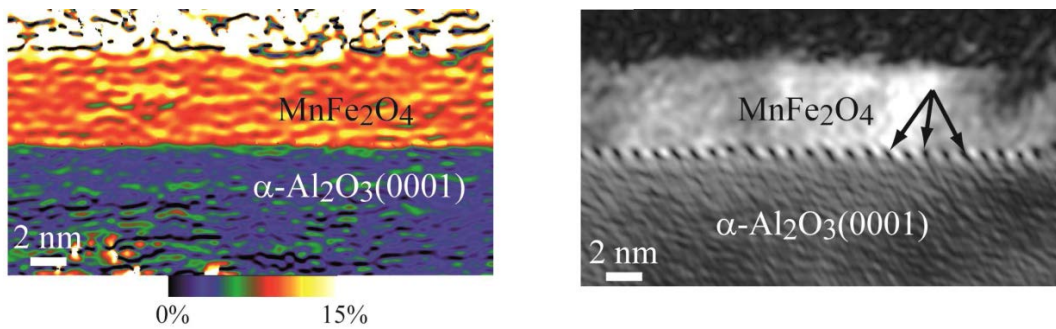 MnFe₂O₄
α-Al₂O₃(0001)
2 nm
0%
15%
MnFe₂O₄
α-Al₂O₃(0001)
2 nm